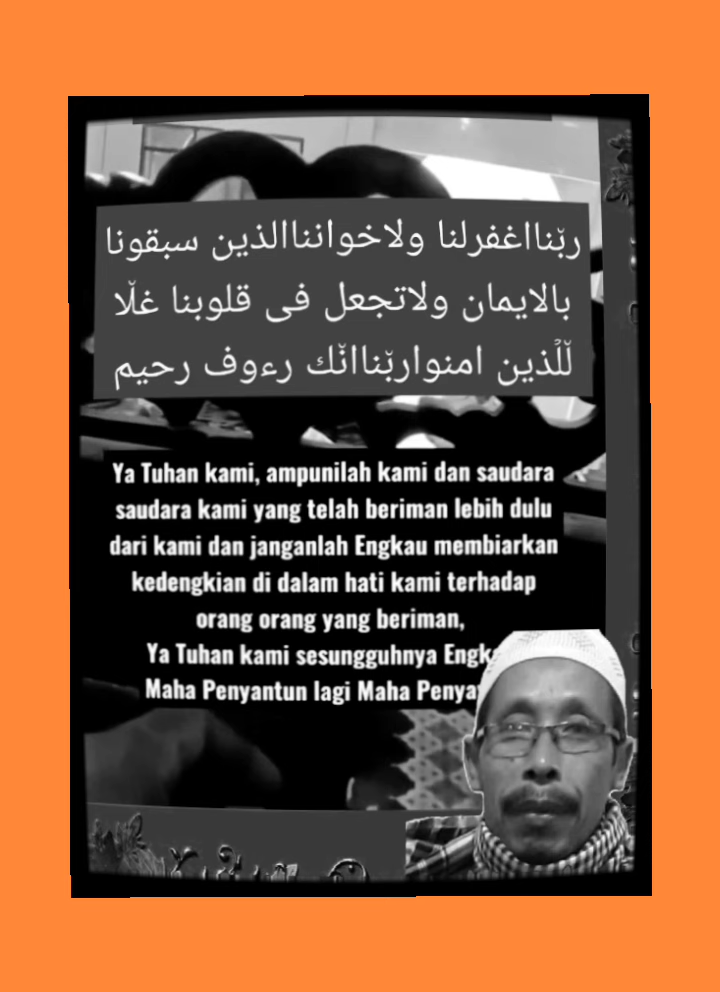 ربّنااغفرلنا ولاخوانناالذين سبقونا
بالايمان ولاتجعل فى قلوبنا غلّا
لّلّذين امنواربّناانّك رءوف رحيم
Ya Tuhan kami, ampunilah kami dan saudara
saudara kami yang telah beriman lebih dulu
dari kami dan janganlah Engkau membiarkan
kedengkian di dalam hati kami terhadap
orang orang yang beriman,
Ya Tuhan kami sesungguhnya
Maha Penyantun lagi Maha